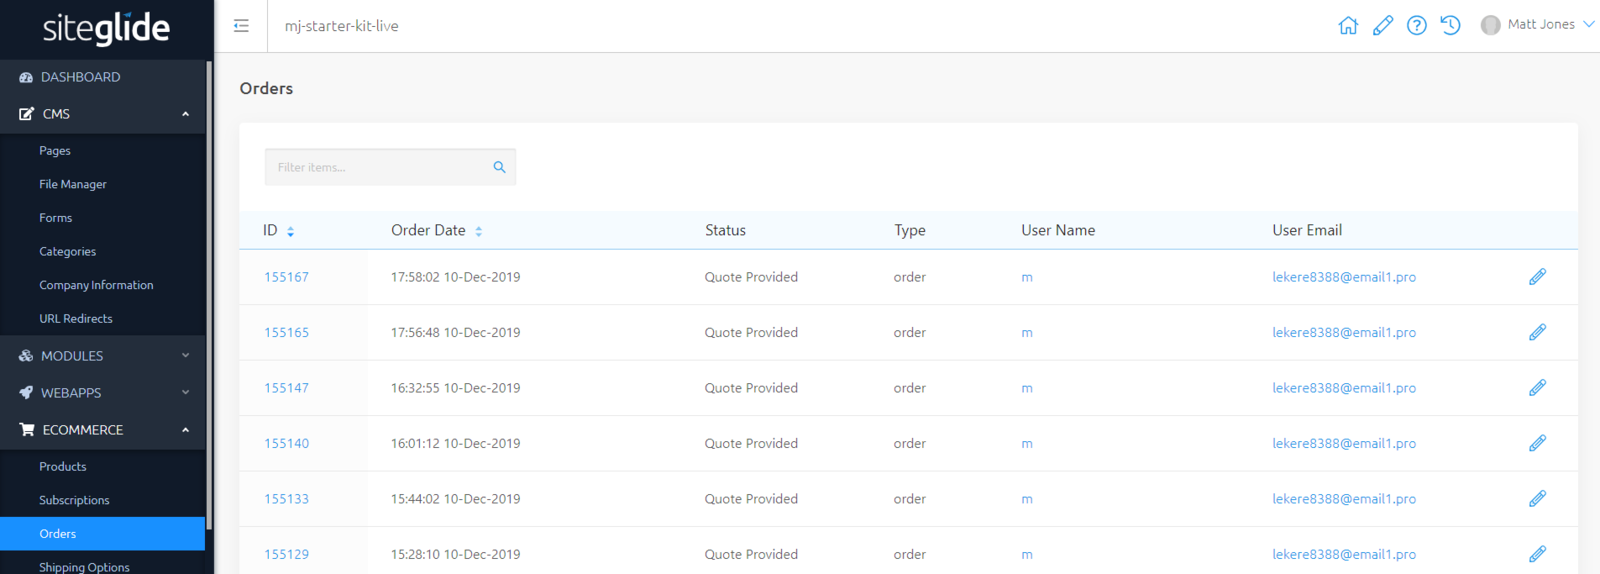 siteglide
mj-starter-kit-live
Matt Jones
DASHBOARD
CMS
Pages
File Manager
Forms
Categories
Company Information
URL Redirects
MODULES
WEBAPPS
ECOMMERCE
Products
Subscriptions
Orders
Shipping Options
Orders
Filter items...
ID Order Date Status Type User Name User Email
155167 17:58:02 10-Dec-2019 Quote Provided order m lekere8388@email1.pro
155165 17:56:48 10-Dec-2019 Quote Provided order m lekere8388@email1.pro
155147 16:32:55 10-Dec-2019 Quote Provided order m lekere8388@email1.pro
155140 16:01:12 10-Dec-2019 Quote Provided order m lekere8388@email1.pro
155133 15:44:02 10-Dec-2019 Quote Provided order m lekere8388@email1.pro
155129 15:28:10 10-Dec-2019 Quote Provided order m lekere8388@email1.pro